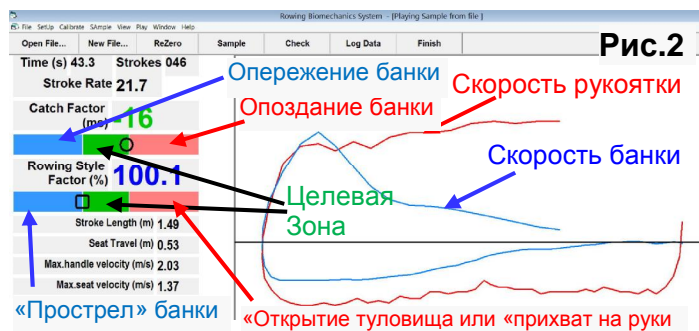 Rowing Biomechanics System - [Playing Sample from file ]
File SetUp Calibrate SAmple View Play Window Help
Open File... New File... ReZero Sample Check Log Data Finish
Рис.2
Time (s) 43.3 Strokes 046
Stroke Rate 21.7
Catch Factor (ms) -16
Rowing Style Factor (%) 100.1
Stroke Length (m) 1.49
Seat Travel (m) 0.53
Max.handle velocity (m/s) 2.03
Max.seat velocity (m/s) 1.37
Опережение банки
Опоздание банки
Скорость рукоятки
Скорость банки
Целевая
Зона
«Прострел» банки
«Открытие туловища или «прихват на руки